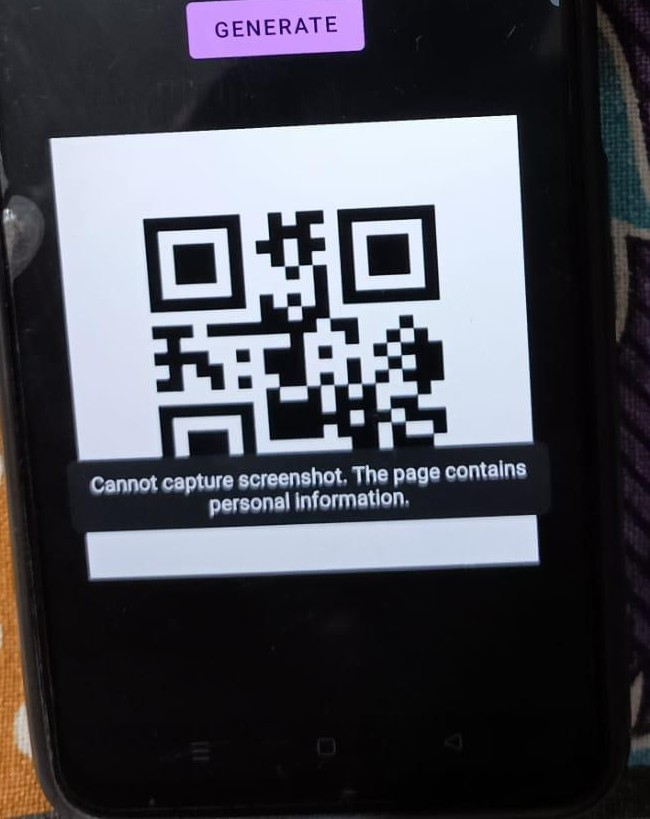 GENERATE
Cannot capture screenshot. The page contains
personal information.